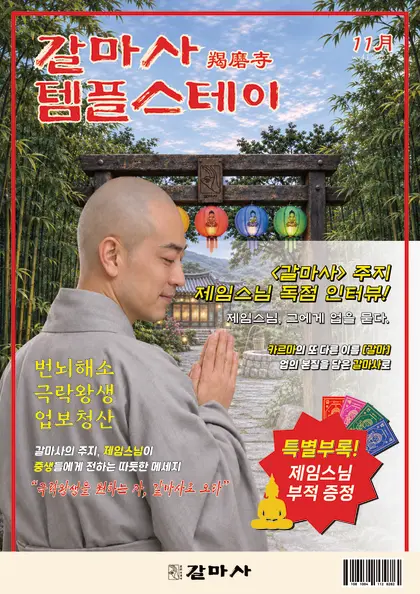 갈마사 羯磨寺
템플스테이
11月
<갈마사> 주지
제임스님 독점 인터뷰!
제임스님, 그에게 업을 묻다.
카르마의 또 다른 이름 [갈마]
업의 본질을 담은 갈마사로
번뇌해소
극락왕생
업보청산
갈마사의 주지, 제임스님이
중생들에게 전하는 따듯한 메세지
"극락왕생을 원하는 자, 갈마사로 오라"
특별부록!
제임스님
부적 증정
갈마사